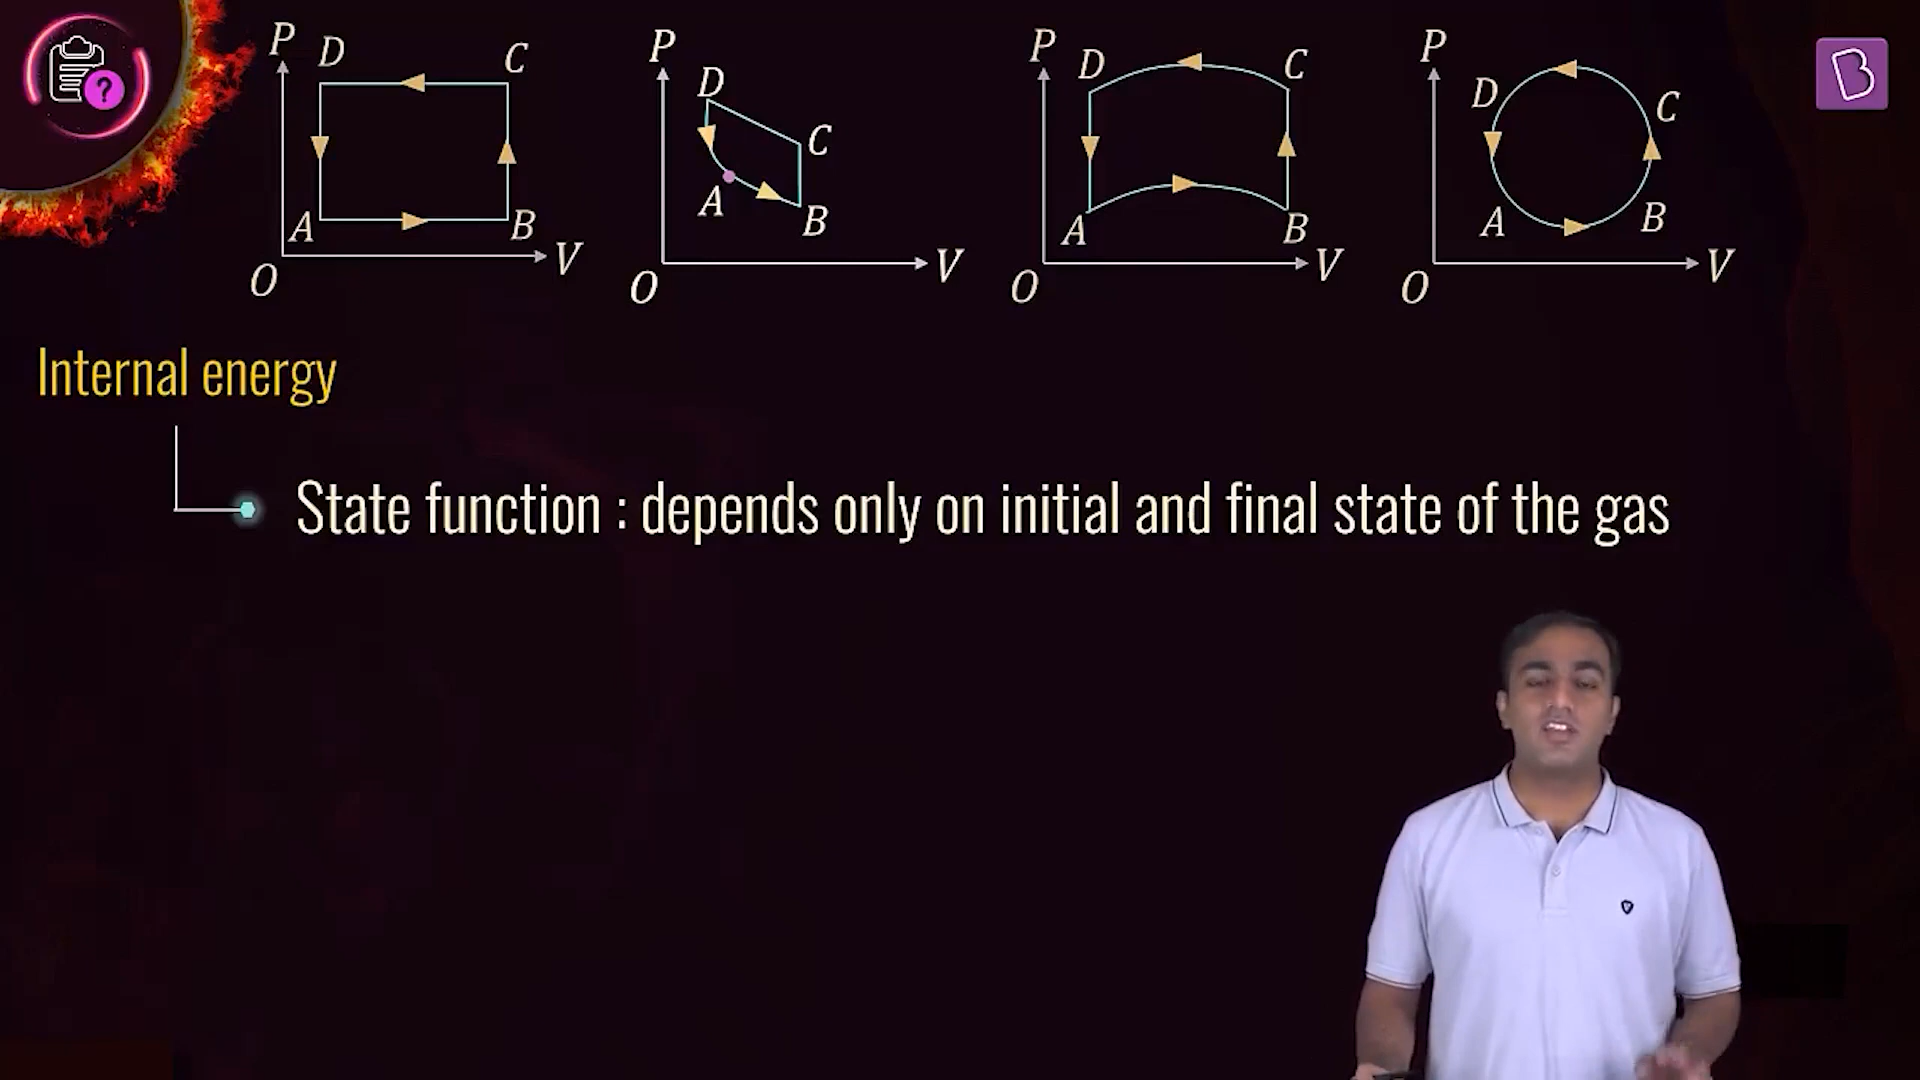 P D C A B O V
P D C A B O V
P D C A B O V
P D C A B O V
?
B
Internal energy
State function : depends only on initial and final state of the gas